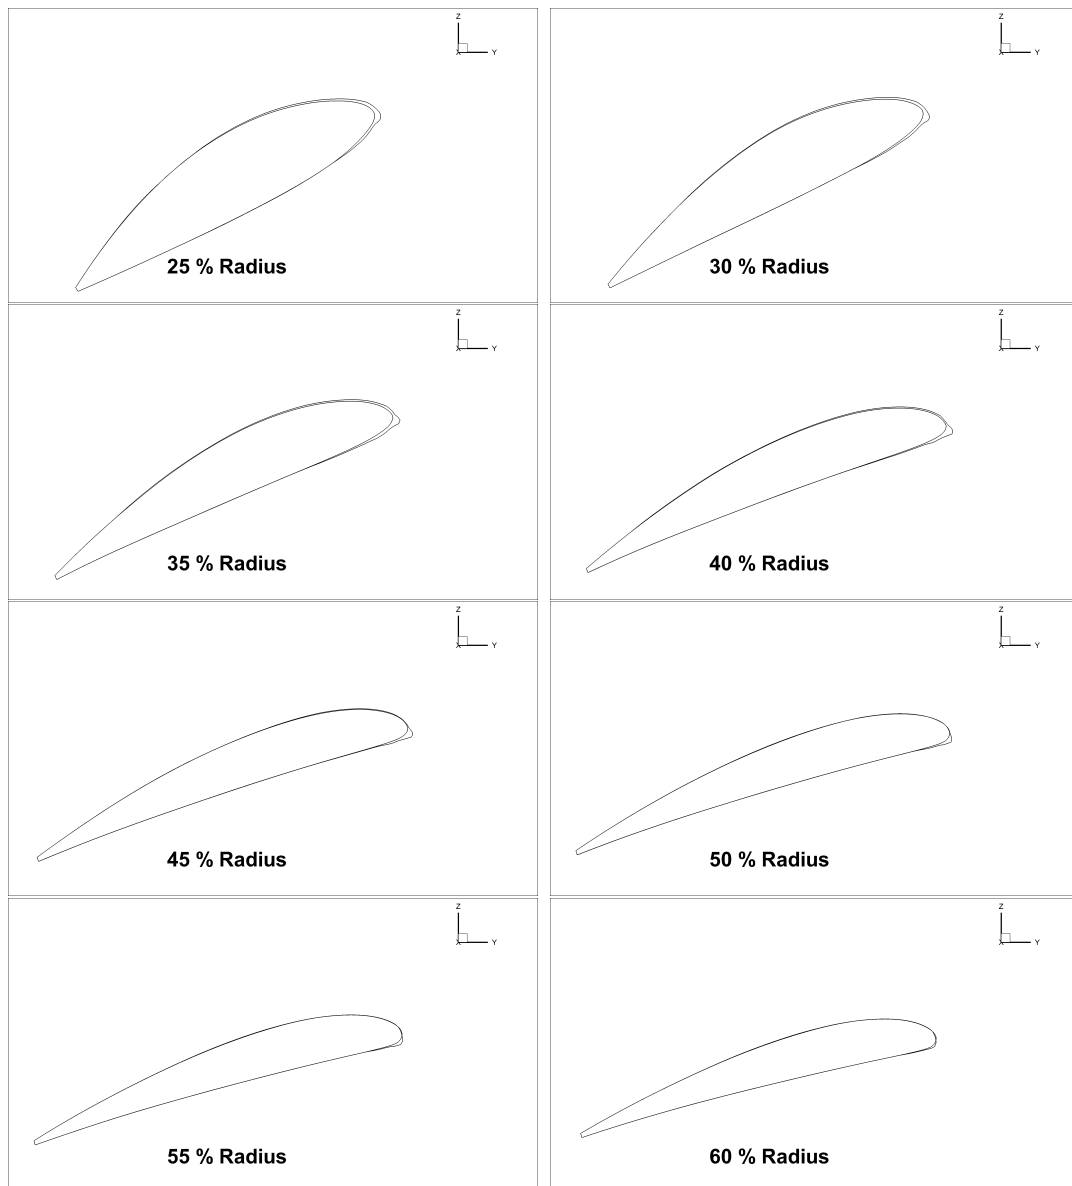 Z
X Y
25 % Radius
Z
X Y
30 % Radius
Z
X Y
35 % Radius
Z
X Y
40 % Radius
Z
X Y
45 % Radius
Z
X Y
50 % Radius
Z
X Y
55 % Radius
Z
X Y
60 % Radius